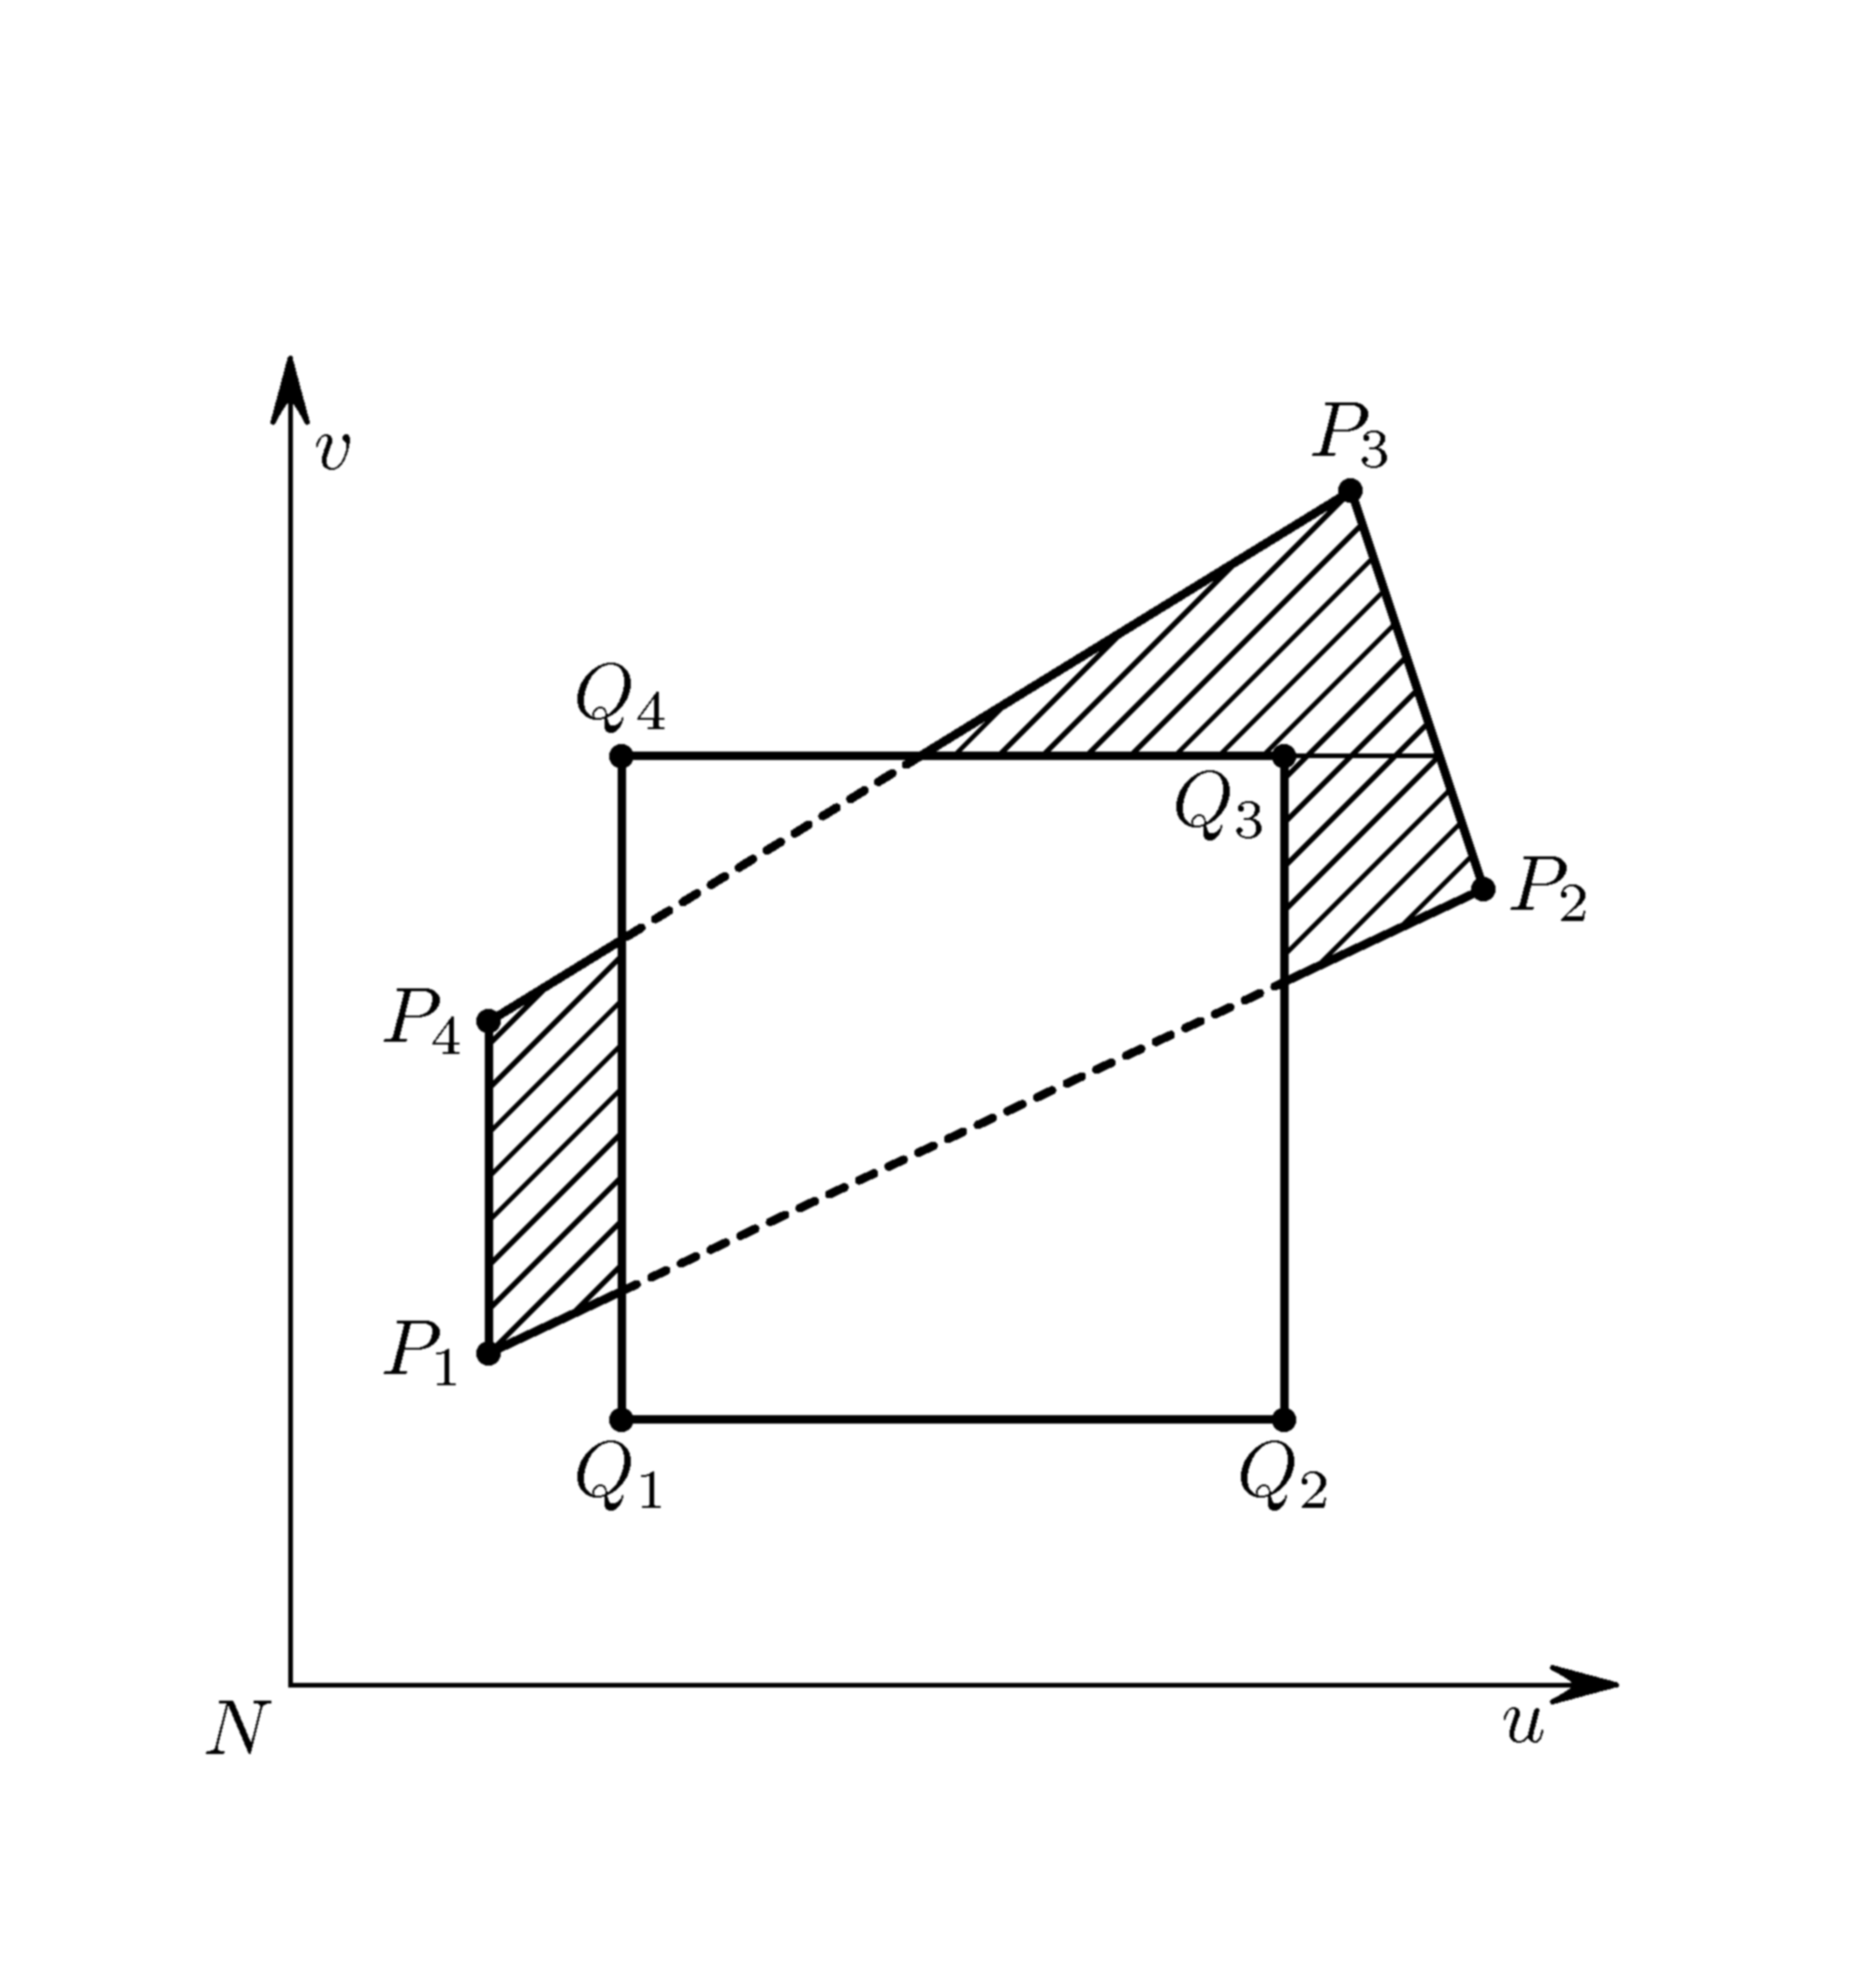 v
P₃
Q₄
Q₃
P₂
P₄
P₁
Q₁
Q₂
N
u